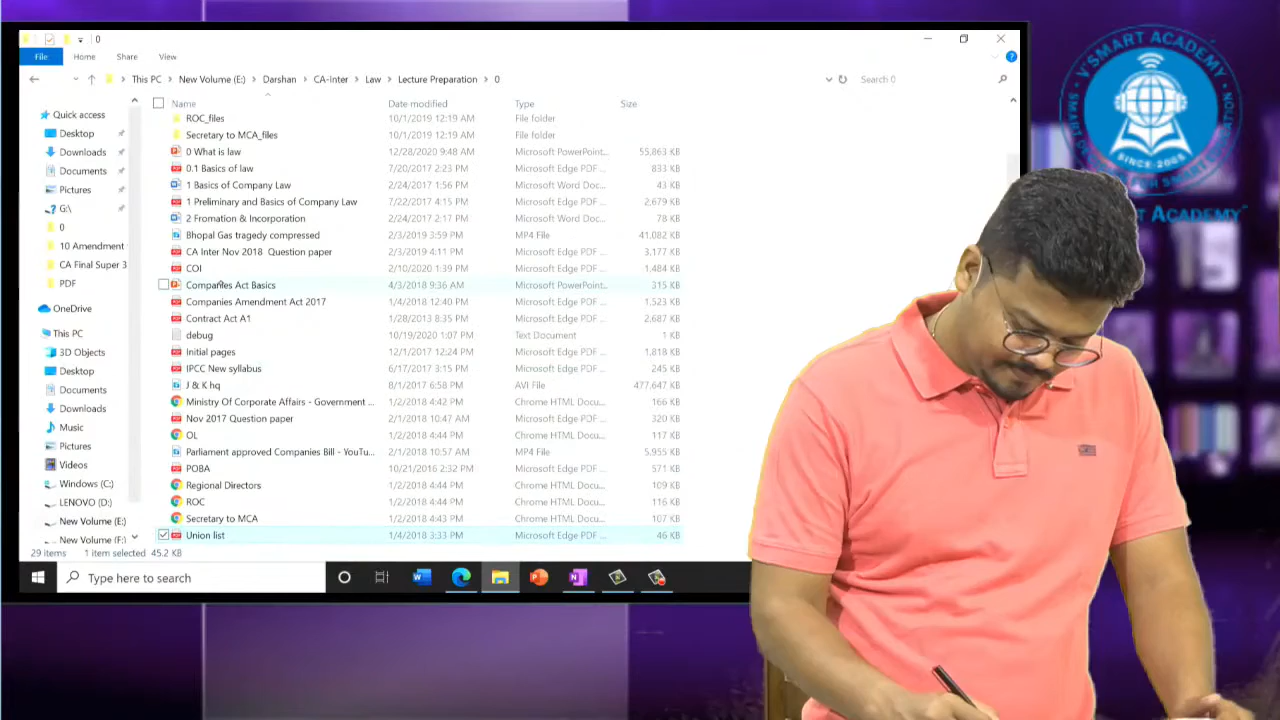 0
File
Home
Share
View
This PC
New Volume (E:)
Darshan
CA-Inter
Law
Lecture Preparation
0
Search 0
Quick access
Desktop
Downloads
Documents
Pictures
G:\
0
10 Amendment
CA Final Super 3
PDF
OneDrive
This PC
3D Objects
Desktop
Documents
Downloads
Music
Pictures
Videos
Windows (C:)
LENOVO (D:)
New Volume (E:)
New Volume (F:)
Name Date modified Type Size
ROC_files 10/1/2019 12:19 AM File folder
Secretary to MCA_files 10/1/2019 12:19 AM File folder
0 What is law 12/28/2020 9:48 AM Microsoft PowerPoint... 55,863 KB
0.1 Basics of law 7/20/2017 2:23 PM Microsoft Edge PDF ... 833 KB
1 Basics of Company Law 2/24/2017 1:56 PM Microsoft Word Doc... 43 KB
1 Preliminary and Basics of Company Law 7/22/2017 4:15 PM Microsoft Edge PDF ... 2,679 KB
2 Fromation & Incorporation 2/24/2017 2:17 PM Microsoft Word Doc... 78 KB
Bhopal Gas tragedy compressed 2/3/2019 3:59 PM MP4 File 41,082 KB
CA Inter Nov 2018 Question paper 2/3/2019 4:11 PM Microsoft Edge PDF ... 3,177 KB
COI 2/10/2020 1:39 PM Microsoft Edge PDF ... 1,484 KB
Companies Act Basics 4/3/2018 9:36 AM Microsoft PowerPoint... 315 KB
Companies Amendment Act 2017 1/4/2018 12:40 PM Microsoft Edge PDF ... 1,523 KB
Contract Act A1 1/28/2013 8:35 PM Microsoft Edge PDF ... 2,687 KB
debug 10/19/2020 1:07 PM Text Document 1 KB
Initial pages 12/1/2017 12:24 PM Microsoft Edge PDF ... 1,818 KB
IPCC New syllabus 6/17/2017 3:15 PM Microsoft Edge PDF ... 245 KB
J & K hq 8/1/2017 6:58 PM AVI File 477,647 KB
Ministry Of Corporate Affairs - Government ... 1/2/2018 4:42 PM Chrome HTML Docu... 166 KB
Nov 2017 Question paper 2/1/2018 10:47 AM Microsoft Edge PDF ... 320 KB
OL 1/2/2018 4:44 PM Chrome HTML Docu... 117 KB
Parliament approved Companies Bill - YouTu... 2/1/2018 10:57 AM MP4 File 5,955 KB
POBA 10/21/2016 2:32 PM Microsoft Edge PDF ... 571 KB
Regional Directors 1/2/2018 4:44 PM Chrome HTML Docu... 109 KB
ROC 1/2/2018 4:44 PM Chrome HTML Docu... 116 KB
Secretary to MCA 1/2/2018 4:43 PM Chrome HTML Docu... 107 KB
Union list 1/4/2018 3:33 PM Microsoft Edge PDF ... 46 KB
29 items 1 item selected 45.2 KB
Type here to search
V'SMART ACADEMY
SINCE-2005